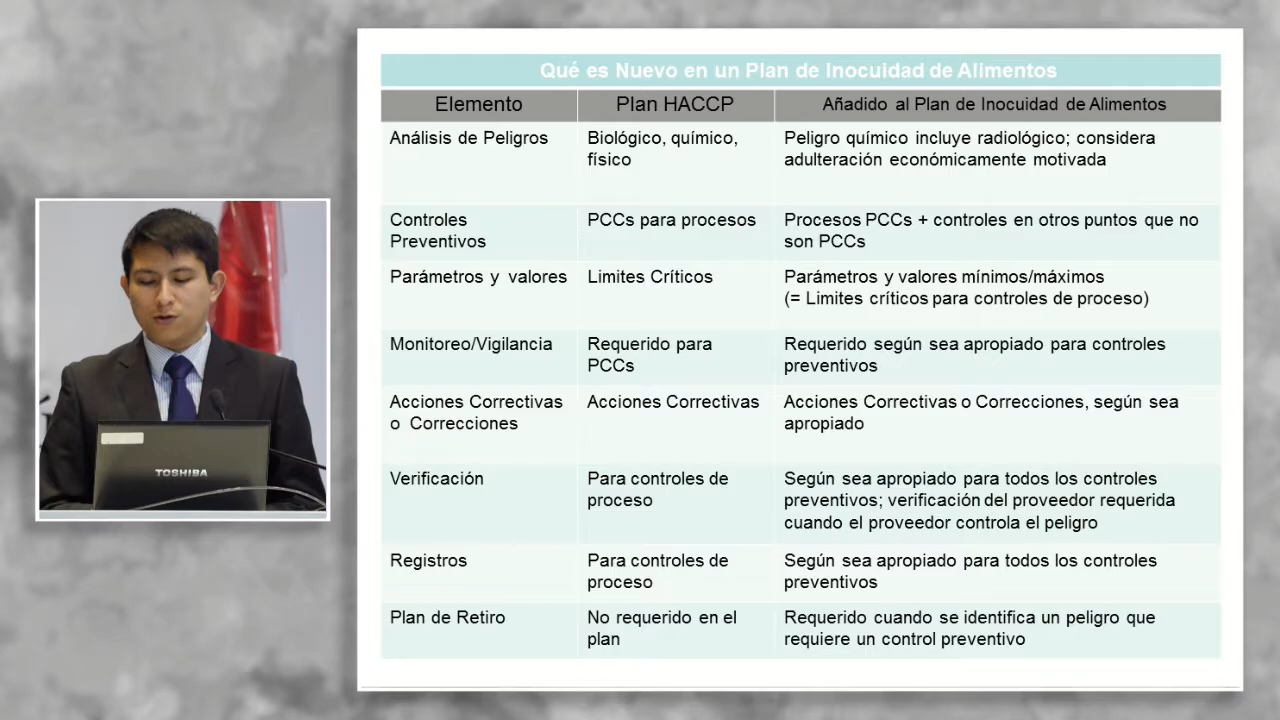 Qué es Nuevo en un Plan de Inocuidad de Alimentos
Elemento
Plan HACCP
Añadido al Plan de Inocuidad de Alimentos
Análisis de Peligros
Biológico, químico,
físico
Peligro químico incluye radiológico; considera
adulteración económicamente motivada
Controles
Preventivos
PCCs para procesos
Procesos PCCs + controles en otros puntos que no
son PCCs
Parámetros y valores
Limites Críticos
Parámetros y valores mínimos/máximos
(= Limites críticos para controles de proceso)
Monitoreo/Vigilancia
Requerido para
PCCs
Requerido según sea apropiado para controles
preventivos
Acciones Correctivas
o Correcciones
Acciones Correctivas
Acciones Correctivas o Correcciones, según sea
apropiado
Verificación
Para controles de
proceso
Según sea apropiado para todos los controles
preventivos; verificación del proveedor requerida
cuando el proveedor controla el peligro
Registros
Para controles de
proceso
Según sea apropiado para todos los controles
preventivos
Plan de Retiro
No requerido en el
plan
Requerido cuando se identifica un peligro que
requiere un control preventivo
TOSHIBA